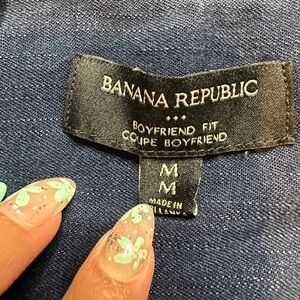 BANANA REPUBLIC
BOYFRIEND FIT
COUPE BOYFRIEND
M
M
MADE IN